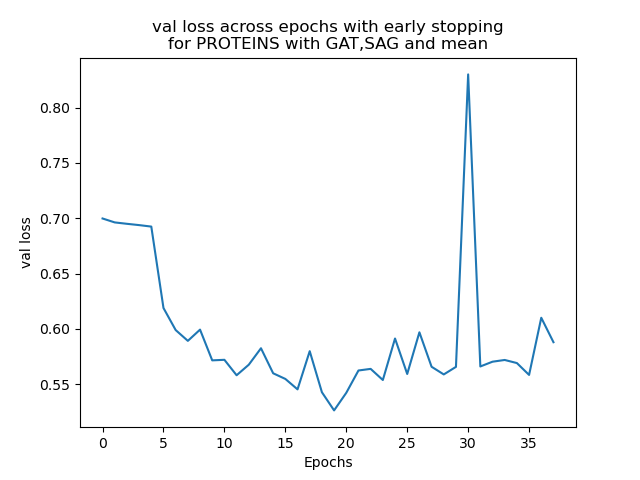 val loss across epochs with early stopping
for PROTEINS with GAT,SAG and mean
0.80
0.75
0.70
0.65
0.60
0.55
val loss
0 5 10 15 20 25 30 35
Epochs